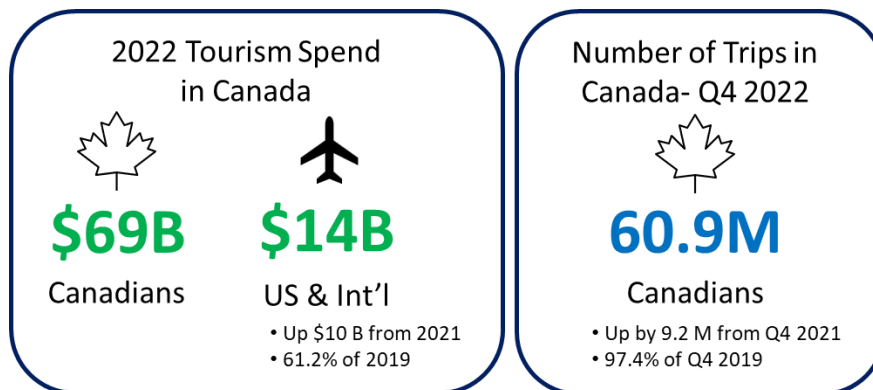 2022 Tourism Spend
in Canada
$69B
Canadians
$14B
US & Int'l
• Up $10 B from 2021
• 61.2% of 2019
Number of Trips in
Canada- Q4 2022
60.9M
Canadians
• Up by 9.2 M from Q4 2021
• 97.4% of Q4 2019